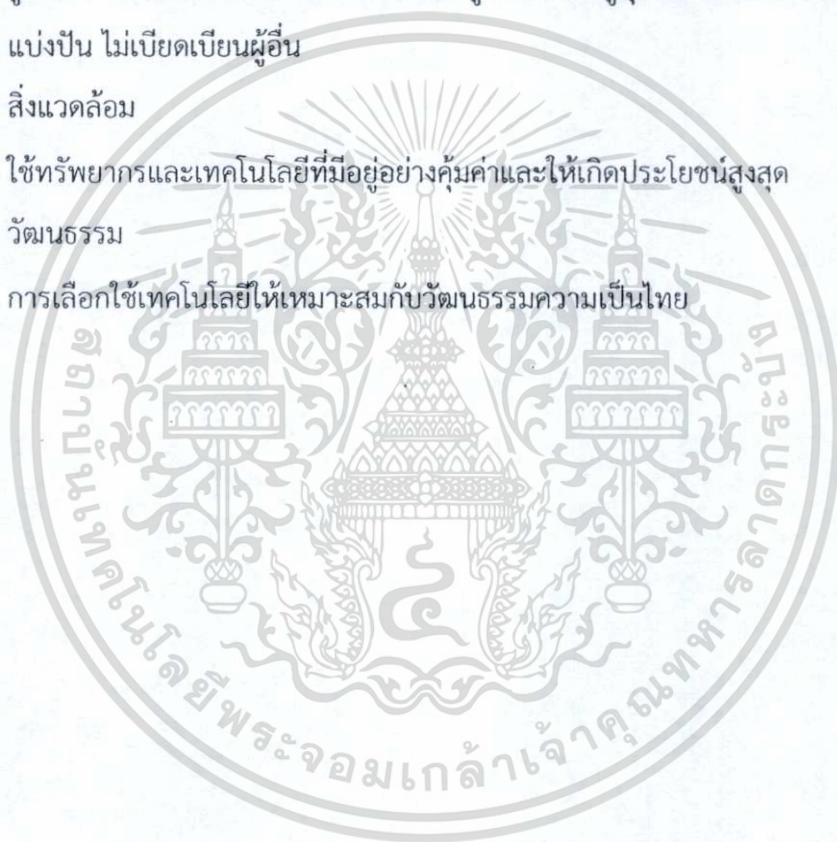 แบ่งปัน ไม่เบียดเบียนผู้อื่น
สิ่งแวดล้อม
ใช้ทรัพยากรและเทคโนโลยีที่มีอยู่อย่างคุ้มค่าและให้เกิดประโยชน์สูงสุด
วัฒนธรรม
การเลือกใช้เทคโนโลยีให้เหมาะสมกับวัฒนธรรมความเป็นไทย
สถาบันเทคโนโลยีพระจอมเกล้าเจ้าคุณทหารลาดกระบัง
๔